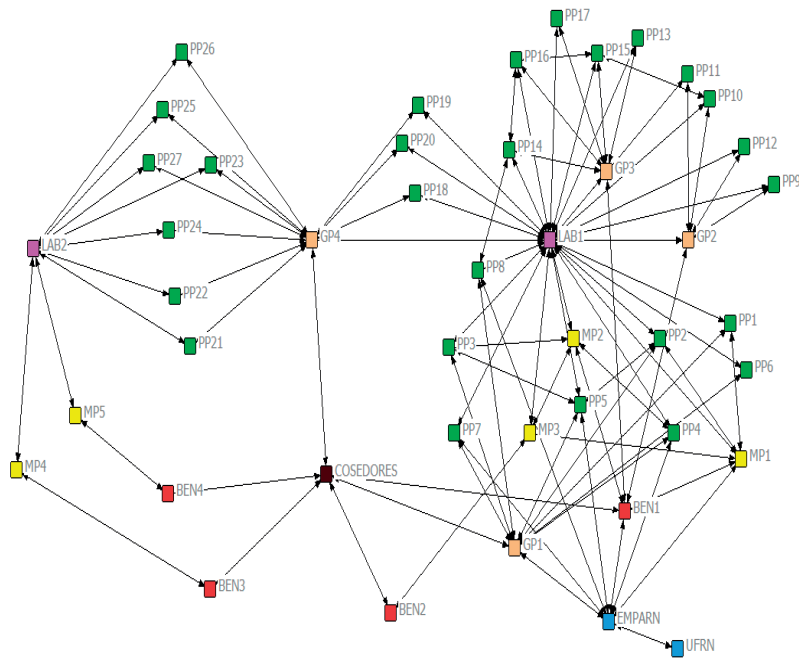 PP17
PP13
PP26
PP16
PP15
PP11
PP10
PP25
PP19
PP20
PP14
PP12
PP27
PP23
GP3
PP9
PP18
PP24
LAB2
GP4
LAB1
GP2
PP8
PP22
PP1
PP21
PP3
MP2
PP2
PP6
MP5
PP5
PP7
MP3
PP4
MP4
MP1
COSEDORES
BEN4
BEN1
GP1
BEN3
BEN2
EMPARN
UFRN